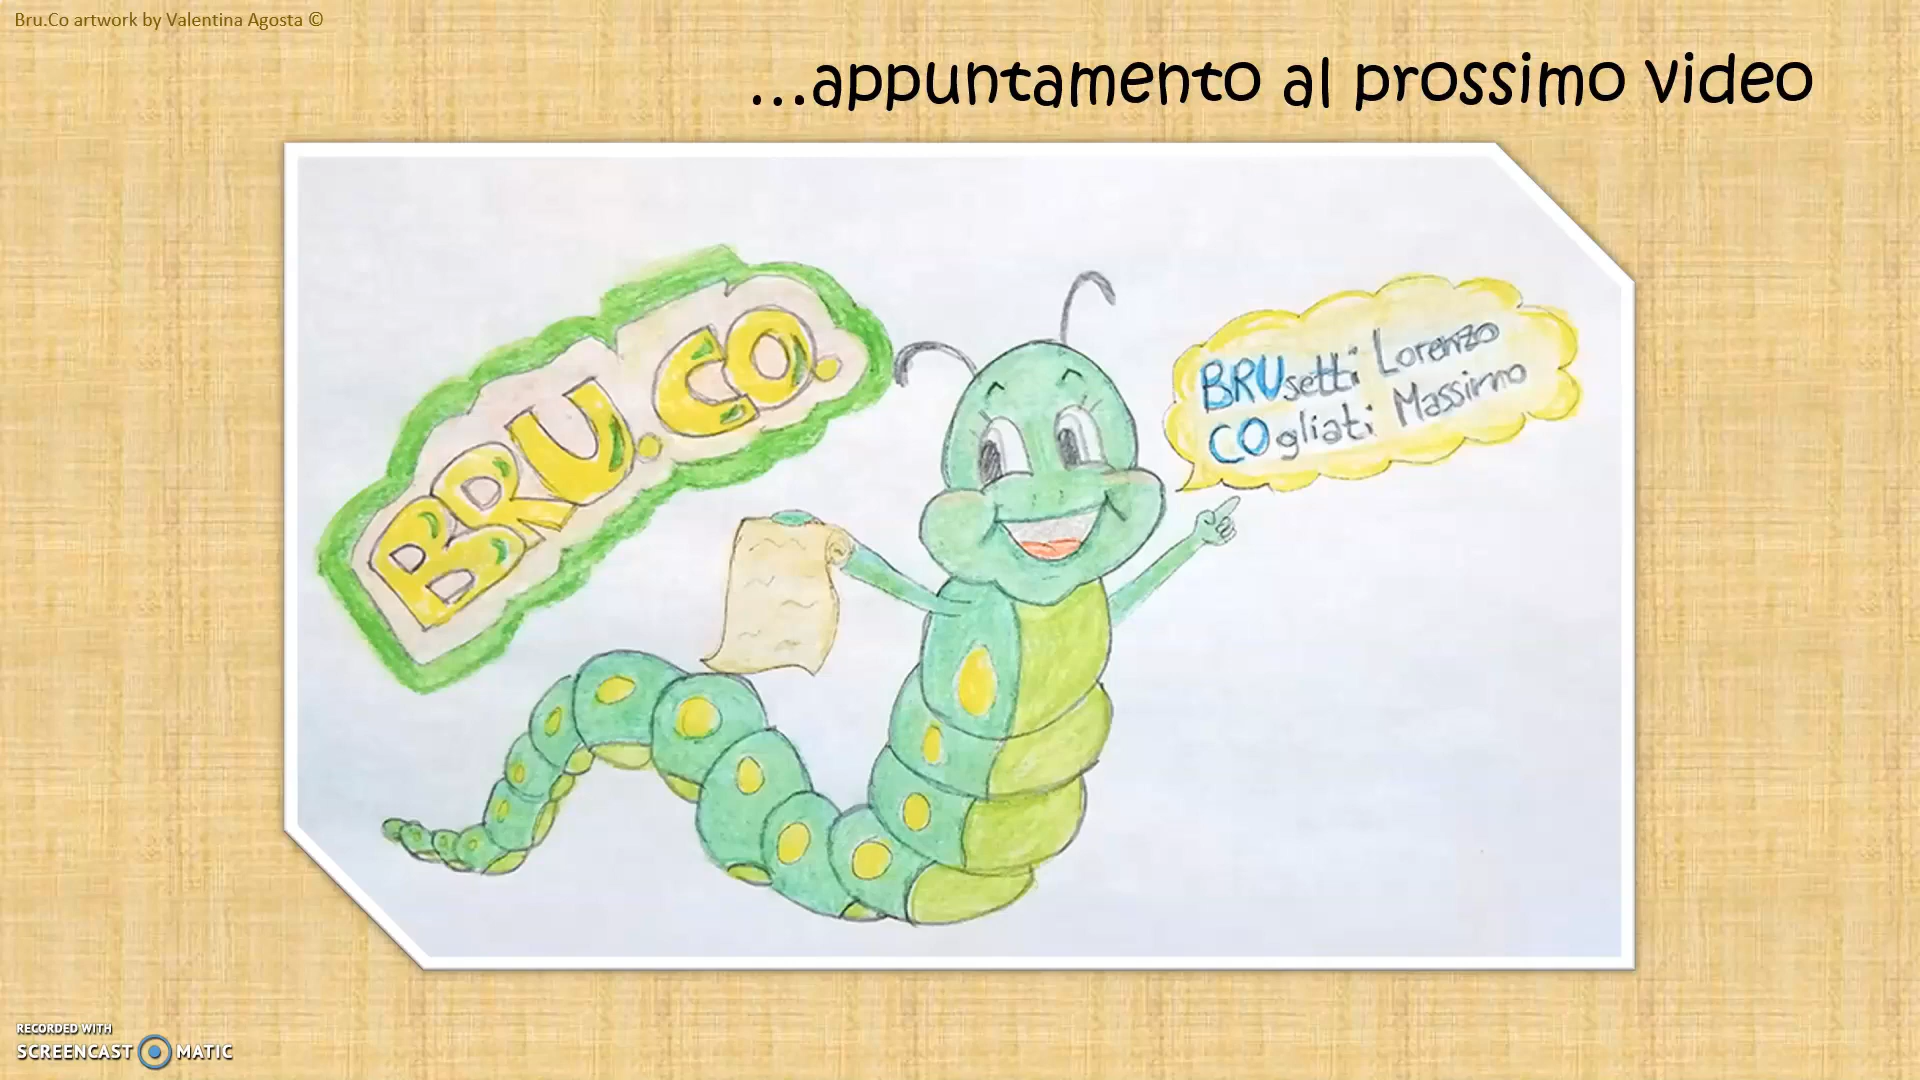 Bru.Co artwork by Valentina Agosta ©
...appuntamento al prossimo video
BRU.CO.
BRUsetti Lorenzo
COgliati Massimo
RECORDED WITH
SCREENCAST MATIC